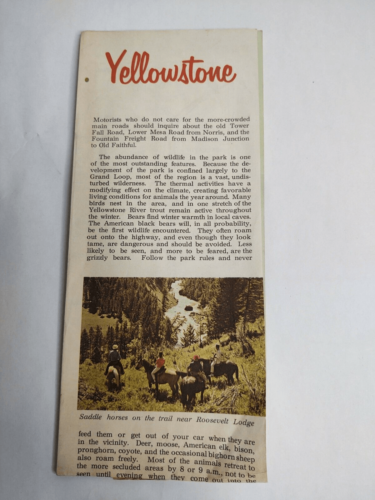 Yellowstone
Motorists who do not care for the more-crowded
main roads should inquire about the old Tower
Fall Road, Lower Mesa Road from Norris, and the
Fountain Freight Road from Madison Junction
to Old Faithful.
The abundance of wildlife in the park is one
of the most outstanding features. Because the de-
velopment of the park is confined largely to the
Grand Loop, most of the region is a vast, undis-
turbed wilderness. The thermal activities have a
modifying effect on the climate, creating favorable
living conditions for animals the year around. Many
birds nest in the area, and in one stretch of the
Yellowstone River trout remain active throughout
the winter. Bears find winter warmth in local caves.
The American black bears will, in all probability,
be the first wildlife encountered. They often roam
out onto the highway, and even though they look
tame, are dangerous and should be avoided. Less
likely to be seen, and more to be feared, are the
grizzly bears. Follow the park rules and never
Saddle horses on the trail near Roosevelt Lodge
feed them or get out of your car when they are
in the vicinity. Deer, moose, American elk, bison,
pronghorn, coyote, and the occasional bighorn sheep
also roam freely. Most of the animals retreat to
the more secluded areas by 8 or 9 a.m., not to be
seen until evening when they come out into the